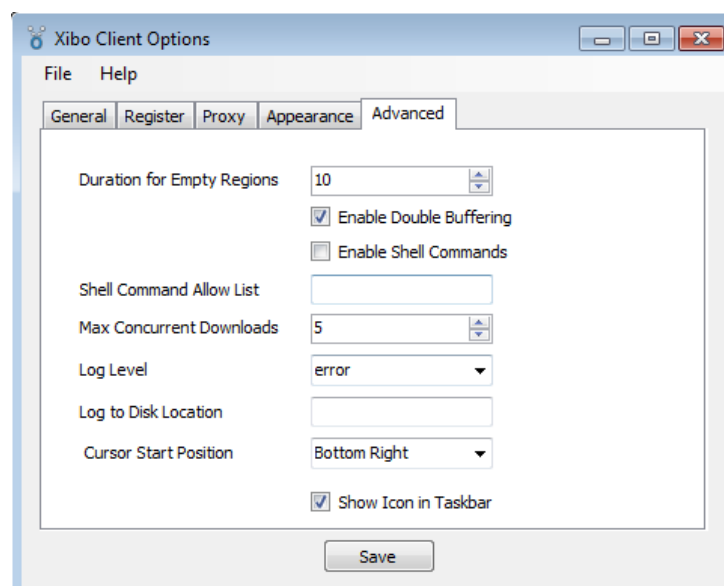 Xibo Client Options
File Help
General Register Proxy Appearance Advanced
Duration for Empty Regions 10
Enable Double Buffering
Enable Shell Commands
Shell Command Allow List
Max Concurrent Downloads 5
Log Level error
Log to Disk Location
Cursor Start Position Bottom Right
Show Icon in Taskbar
Save